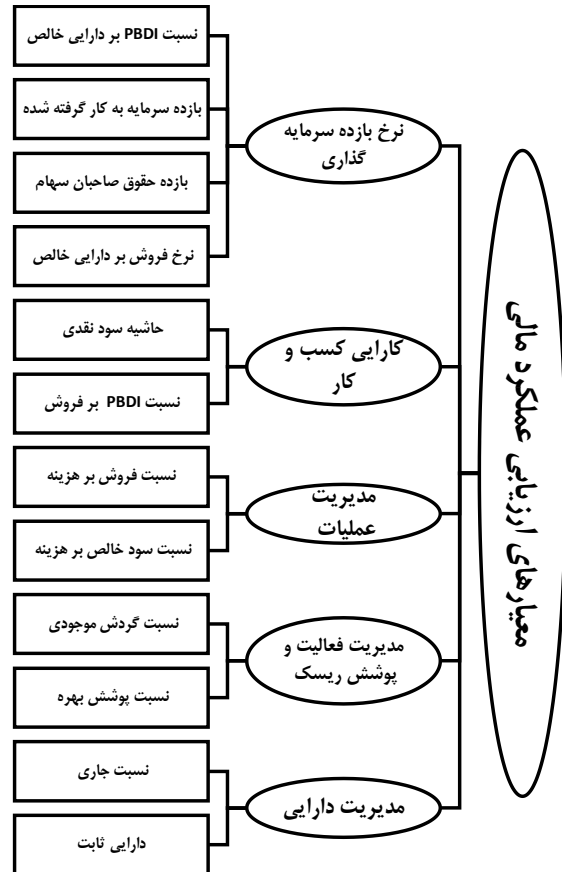 معیارهای ارزیابی عملکرد مالی
نرخ بازده سرمایه
گذاری
نسبت PBDI بر دارایی خالص
بازده سرمایه به کار گرفته شده
بازده حقوق صاحبان سهام
نرخ فروش بر دارایی خالص
کارایی کسب و
کار
حاشیه سود نقدی
نسبت PBDI بر فروش
مدیریت
عملیات
نسبت فروش بر هزینه
نسبت سود خالص بر هزینه
مدیریت فعالیت و
پوشش ریسک
نسبت گردش موجودی
نسبت پوشش بهره
مدیریت دارایی
نسبت جاری
دارایی ثابت